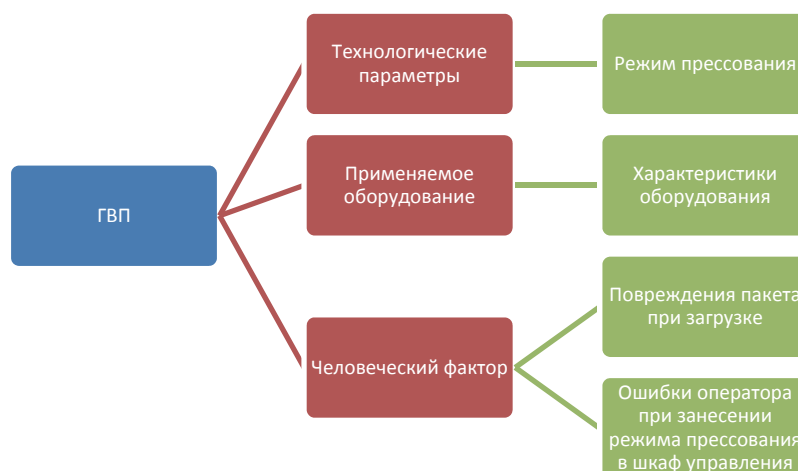 ГВП
Технологические
параметры
Режим прессования
Применяемое
оборудование
Характеристики
оборудования
Человеческий фактор
Повреждения пакета
при загрузке
Ошибки оператора
при занесении
режима прессования
в шкаф управления